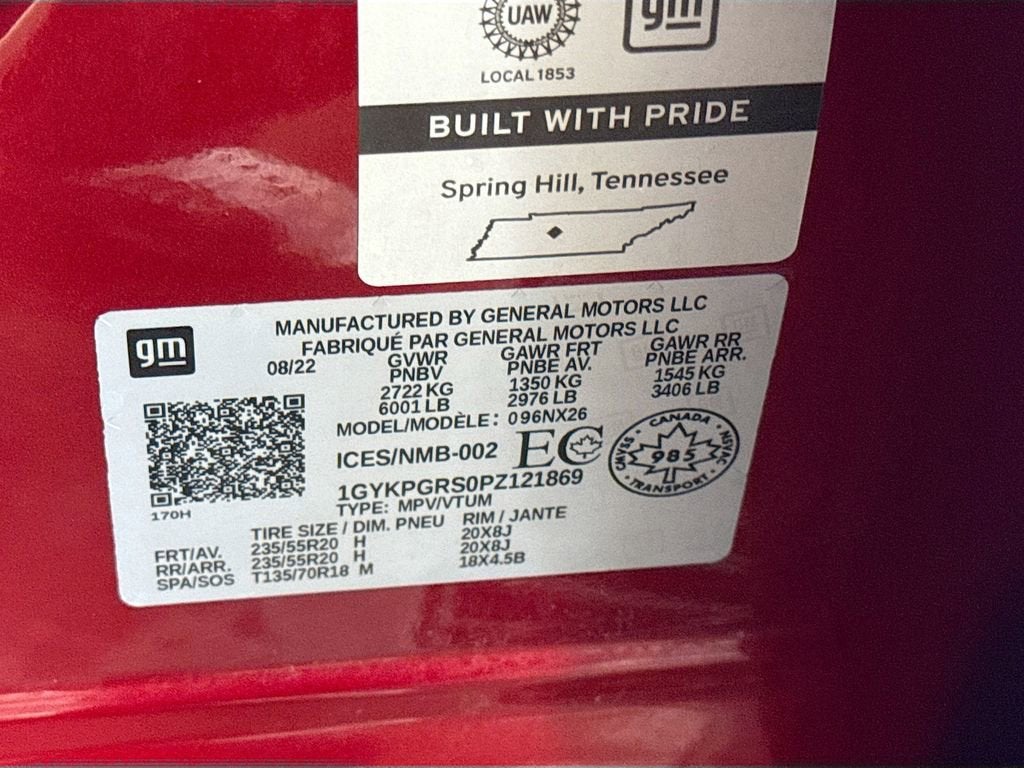 UAW
gm
LOCAL 1853
BUILT WITH PRIDE
Spring Hill, Tennessee
gm
MANUFACTURED BY GENERAL MOTORS LLC
FABRIQUÉ PAR GENERAL MOTORS LLC
08/22 GVWR GAWR FRT GAWR RR
PNBV PNBE AV. PNBE ARR.
2722 KG 1350 KG 1545 KG
6001 LB 2976 LB 3406 LB
MODEL/MODÈLE: 096NX26
ICES/NMB-002 EC CANADA
CMVSS 985 NSVAC
TRANSPORT
1GYKPGRS0PZ121869
170H TYPE: MPV/VTUM
TIRE SIZE / DIM. PNEU RIM / JANTE
FRT/AV. 235/55R20 H 20X8J
RR/ARR. 235/55R20 H 20X8J
SPA/SOS T135/70R18 M 18X4.5B